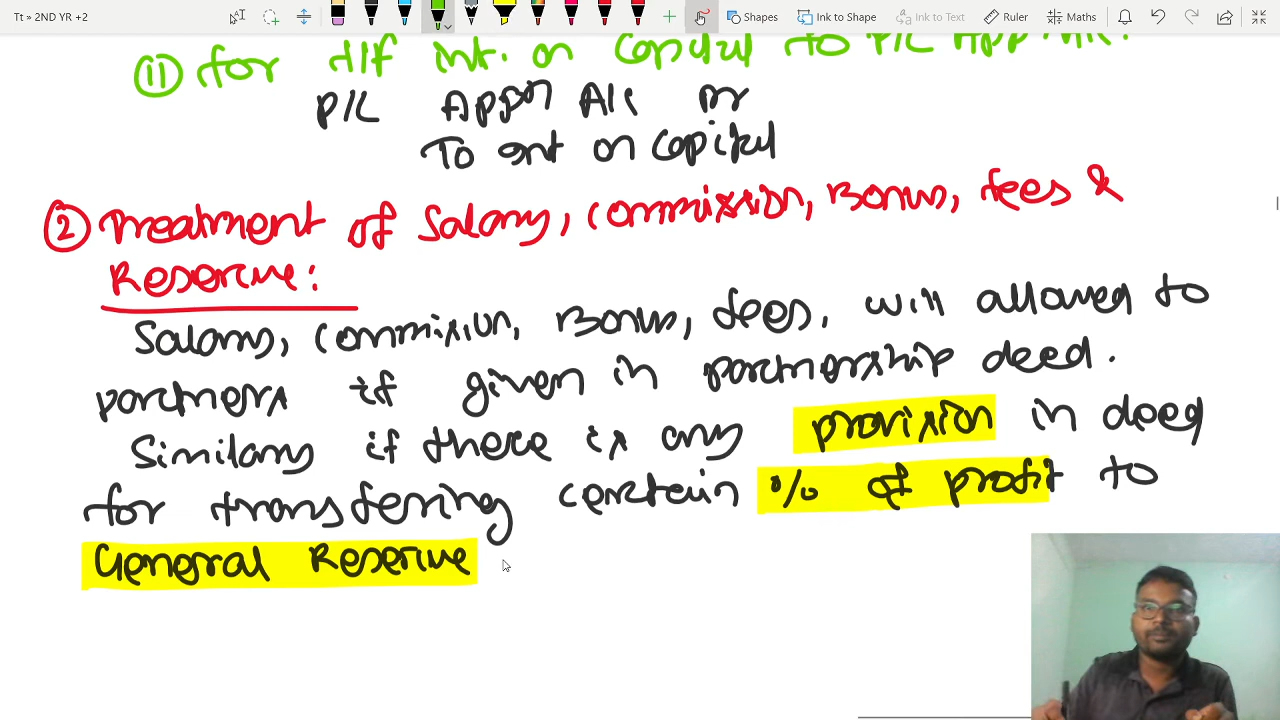 Tt » 2ND YR +2
Shapes
Ink to Shape
Ink to Text
Ruler
Maths
(11) for t/f int. on capital to P/L App A/c.
P/L Appⁿ A/c Dr
To int on capital
(2) Treatment of Salary, commission, Bonus, fees &
Reserve:
Salary, commission, Bonus, fees, will allowed to
partners if given in partnership deed.
Similary if there is any provision in deed
for transfering certain % of profit to
General Reserve